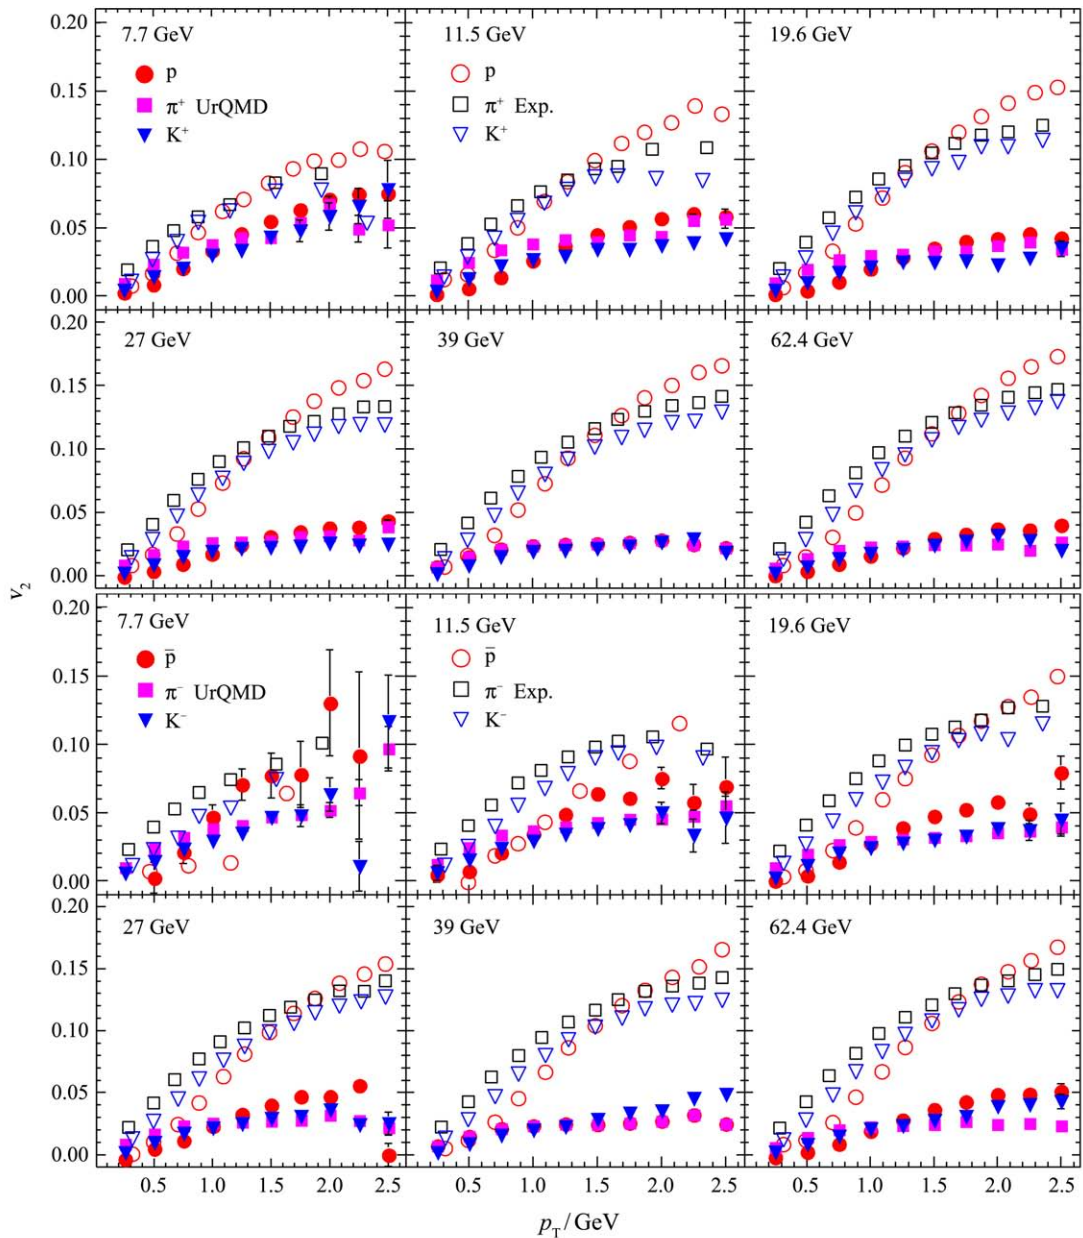 0.20
7.7 GeV
11.5 GeV
19.6 GeV
p
p
0.15
π⁺ UrQMD
π⁺ Exp.
K⁺
K⁺
0.10
0.05
0.00
0.20
27 GeV
39 GeV
62.4 GeV
0.15
0.10
0.05
0.00
v₂
0.20
7.7 GeV
11.5 GeV
19.6 GeV
p̄
p̄
0.15
π⁻ UrQMD
π⁻ Exp.
K⁻
K⁻
0.10
0.05
0.00
0.20
27 GeV
39 GeV
62.4 GeV
0.15
0.10
0.05
0.00
0.5 1.0 1.5 2.0 2.5 0.5 1.0 1.5 2.0 2.5 0.5 1.0 1.5 2.0 2.5
p_T / GeV